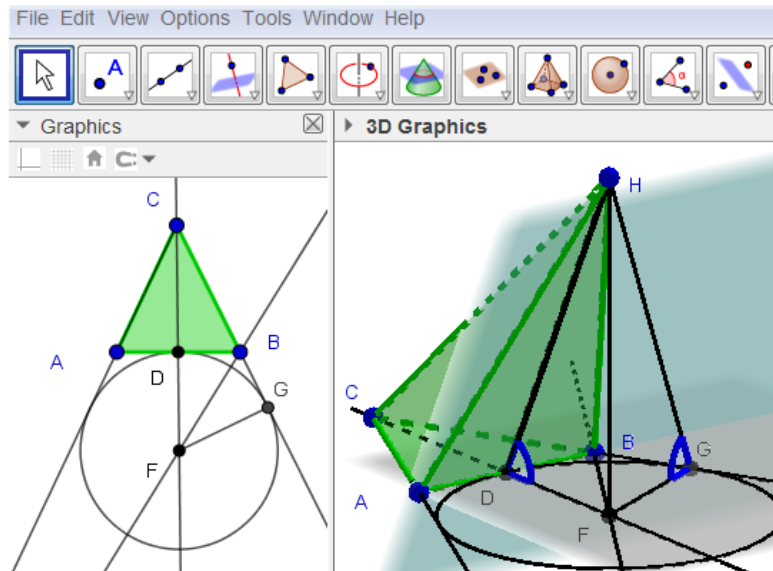 File Edit View Options Tools Window Help
A
α
Graphics
3D Graphics
C
A
B
D
G
F
H
C
B
G
A
D
F